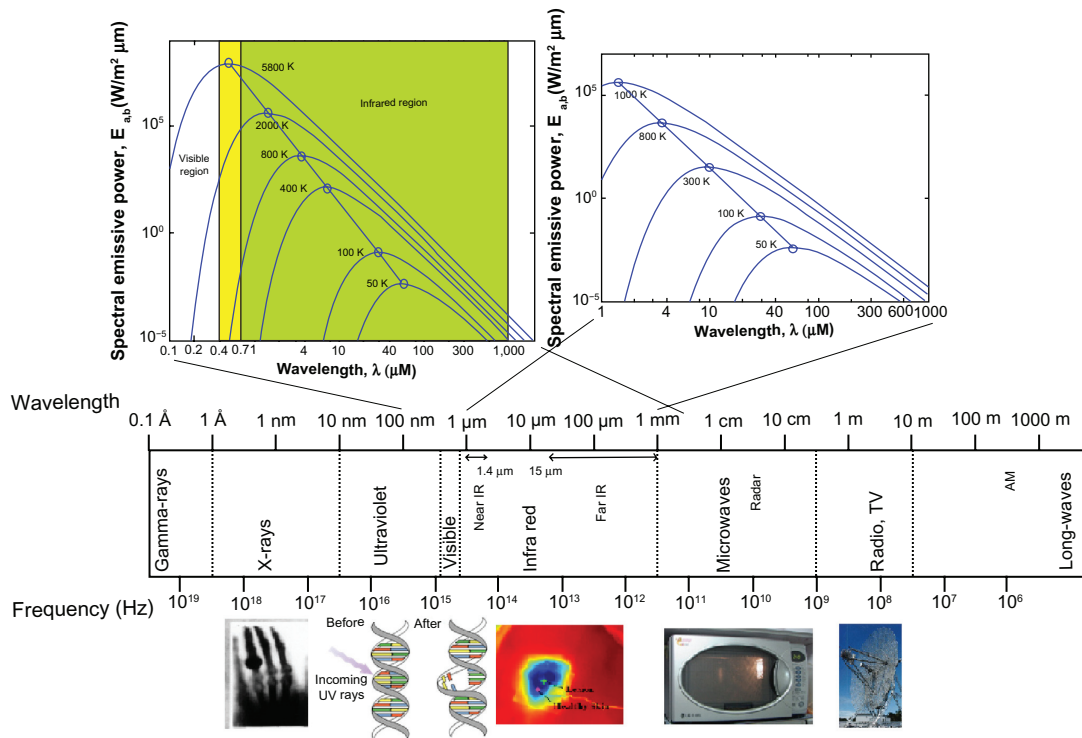 Spectral emissive power, E a,b (W/m² μm)
10⁵
10⁰
10⁻⁵
5800 K
2000 K
800 K
400 K
100 K
50 K
Visible region
Infrared region
0.1 0.2 0.4 0.71 4 10 40 100 300 1,000
Wavelength, λ (μM)
Spectral emissive power, E a,b (W/m² μm)
10⁵
10⁰
10⁻⁵
1000 K
800 K
300 K
100 K
50 K
1 4 10 40 100 400 1000
Wavelength, λ (μM)
Wavelength
0.1 Å 1 Å 1 nm 10 nm 100 nm 1 μm 10 μm 100 μm 1 mm 1 cm 10 cm 1 m 10 m 100 m 1000 m
1.4 μm 15 μm
Gamma-rays
X-rays
Ultraviolet
Visible
Near IR
Infra red
Far IR
Microwaves
Radar
Radio, TV
AM
Long-waves
Frequency (Hz)
10¹⁹ 10¹⁸ 10¹⁷ 10¹⁶ 10¹⁵ 10¹⁴ 10¹³ 10¹² 10¹¹ 10¹⁰ 10⁹ 10⁸ 10⁷ 10⁶
Before After
Incoming
UV rays
Healthy skin